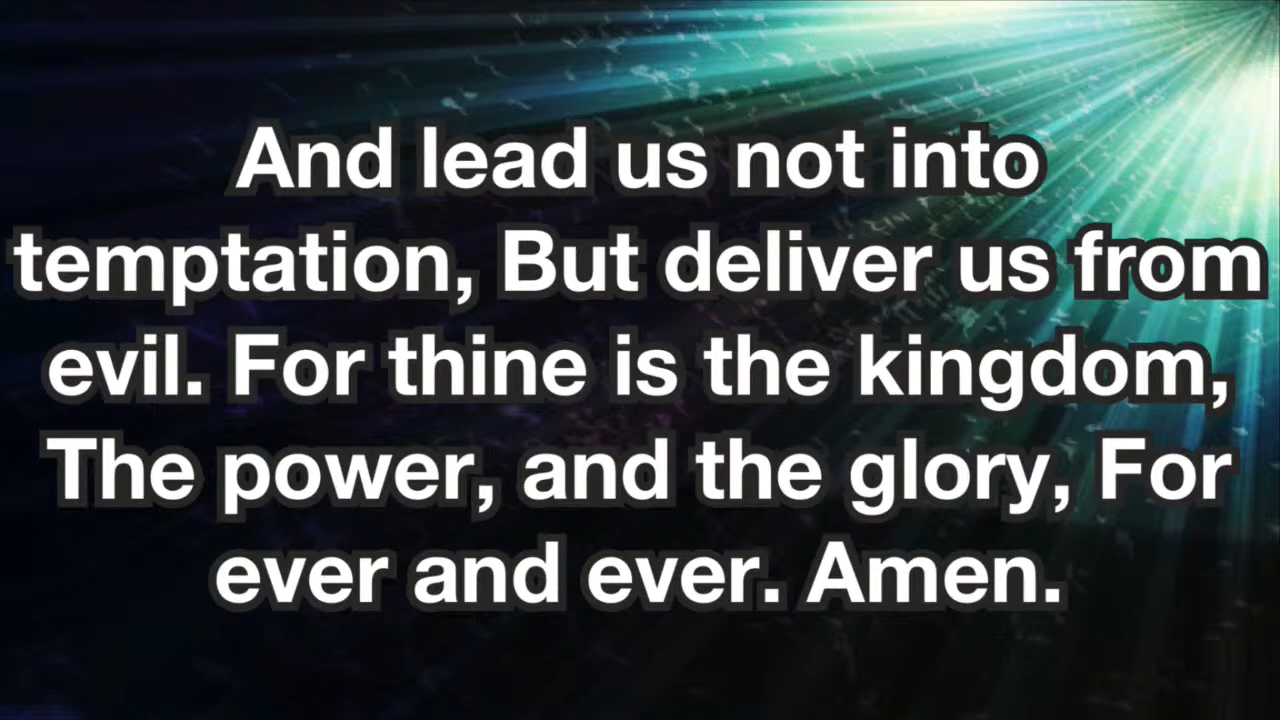 And lead us not into
temptation, But deliver us from
evil. For thine is the kingdom,
The power, and the glory, For
ever and ever. Amen.